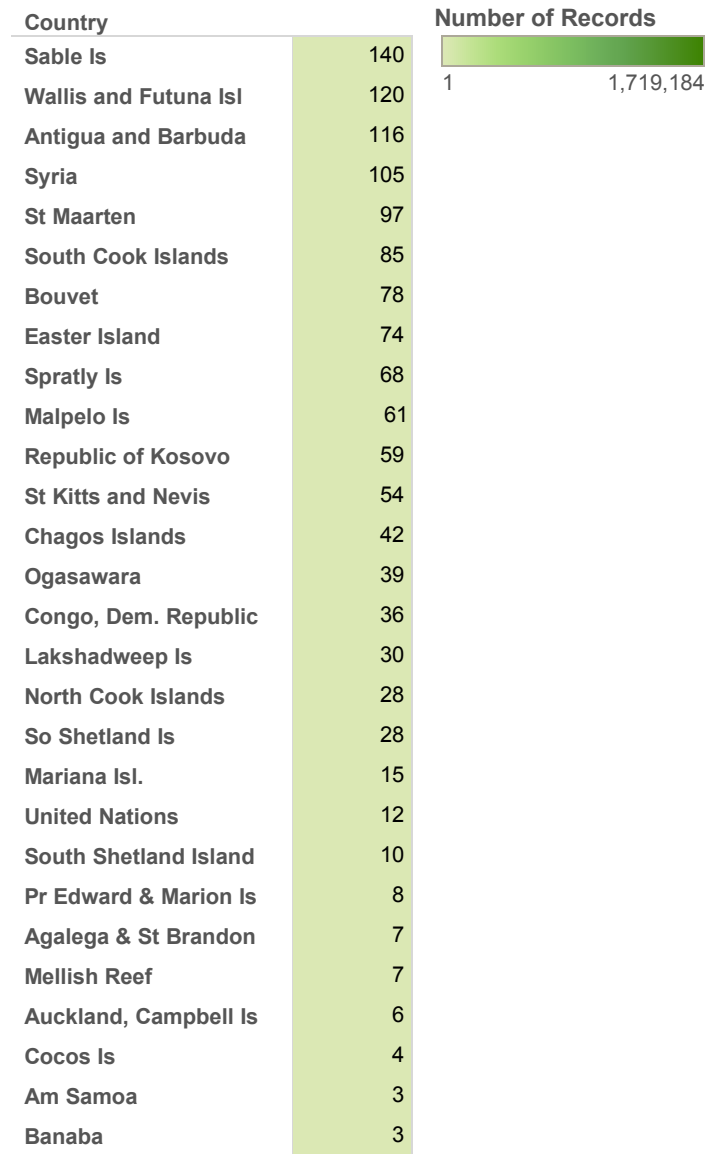 Country
Number of Records
1 1,719,184
Sable Is 140
Wallis and Futuna Isl 120
Antigua and Barbuda 116
Syria 105
St Maarten 97
South Cook Islands 85
Bouvet 78
Easter Island 74
Spratly Is 68
Malpelo Is 61
Republic of Kosovo 59
St Kitts and Nevis 54
Chagos Islands 42
Ogasawara 39
Congo, Dem. Republic 36
Lakshadweep Is 30
North Cook Islands 28
So Shetland Is 28
Mariana Isl. 15
United Nations 12
South Shetland Island 10
Pr Edward & Marion Is 8
Agalega & St Brandon 7
Mellish Reef 7
Auckland, Campbell Is 6
Cocos Is 4
Am Samoa 3
Banaba 3